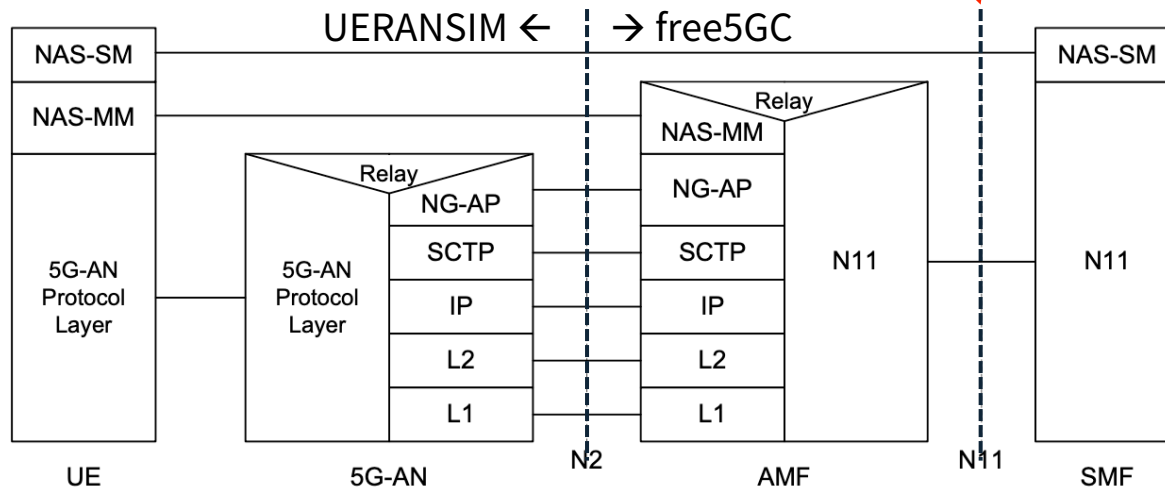 UERANSIM ← → free5GC
NAS-SM
NAS-SM
NAS-MM
Relay
NAS-MM
Relay
NG-AP
NG-AP
SCTP
SCTP
N11
N11
5G-AN
Protocol
Layer
5G-AN
Protocol
Layer
IP
IP
L2
L2
L1
L1
N2
N11
UE
5G-AN
AMF
SMF